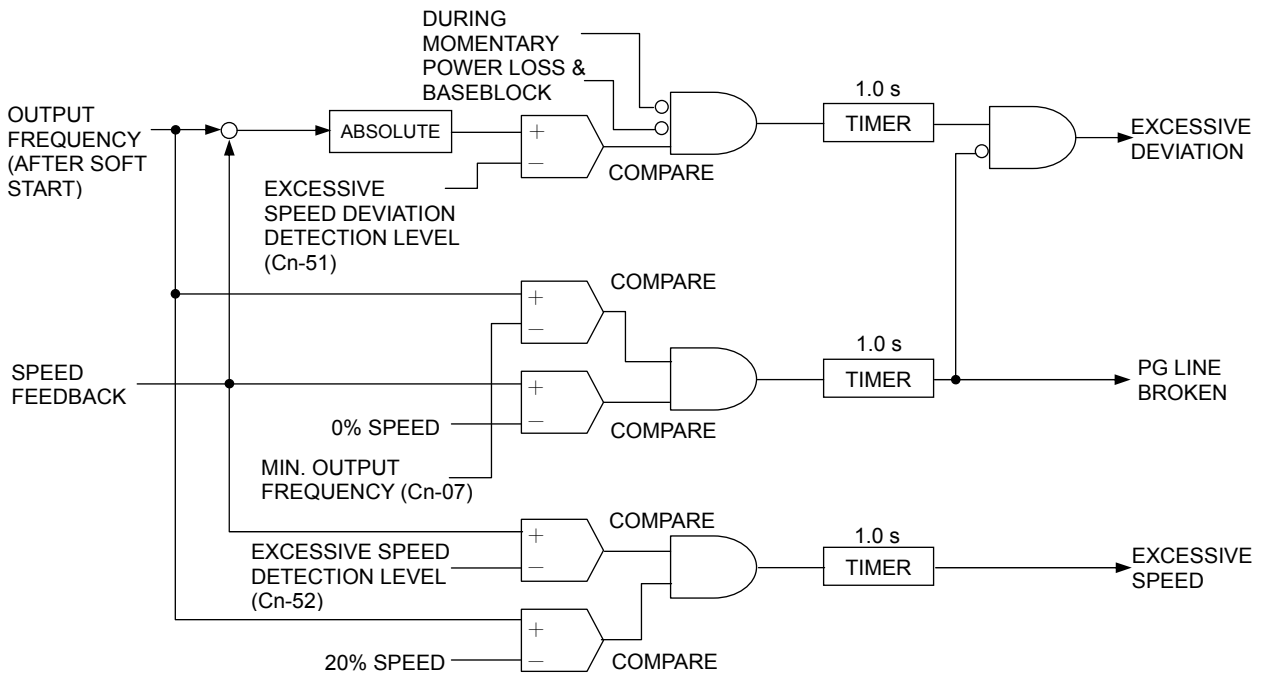 DURING
MOMENTARY
POWER LOSS &
BASEBLOCK
OUTPUT
FREQUENCY
(AFTER SOFT
START)
ABSOLUTE
+
−
COMPARE
1.0 s
TIMER
EXCESSIVE
DEVIATION
EXCESSIVE
SPEED DEVIATION
DETECTION LEVEL
(Cn-51)
COMPARE
+
−
SPEED
FEEDBACK
+
−
COMPARE
1.0 s
TIMER
PG LINE
BROKEN
0% SPEED
MIN. OUTPUT
FREQUENCY (Cn-07)
COMPARE
+
−
EXCESSIVE SPEED
DETECTION LEVEL
(Cn-52)
1.0 s
TIMER
EXCESSIVE
SPEED
+
−
20% SPEED
COMPARE